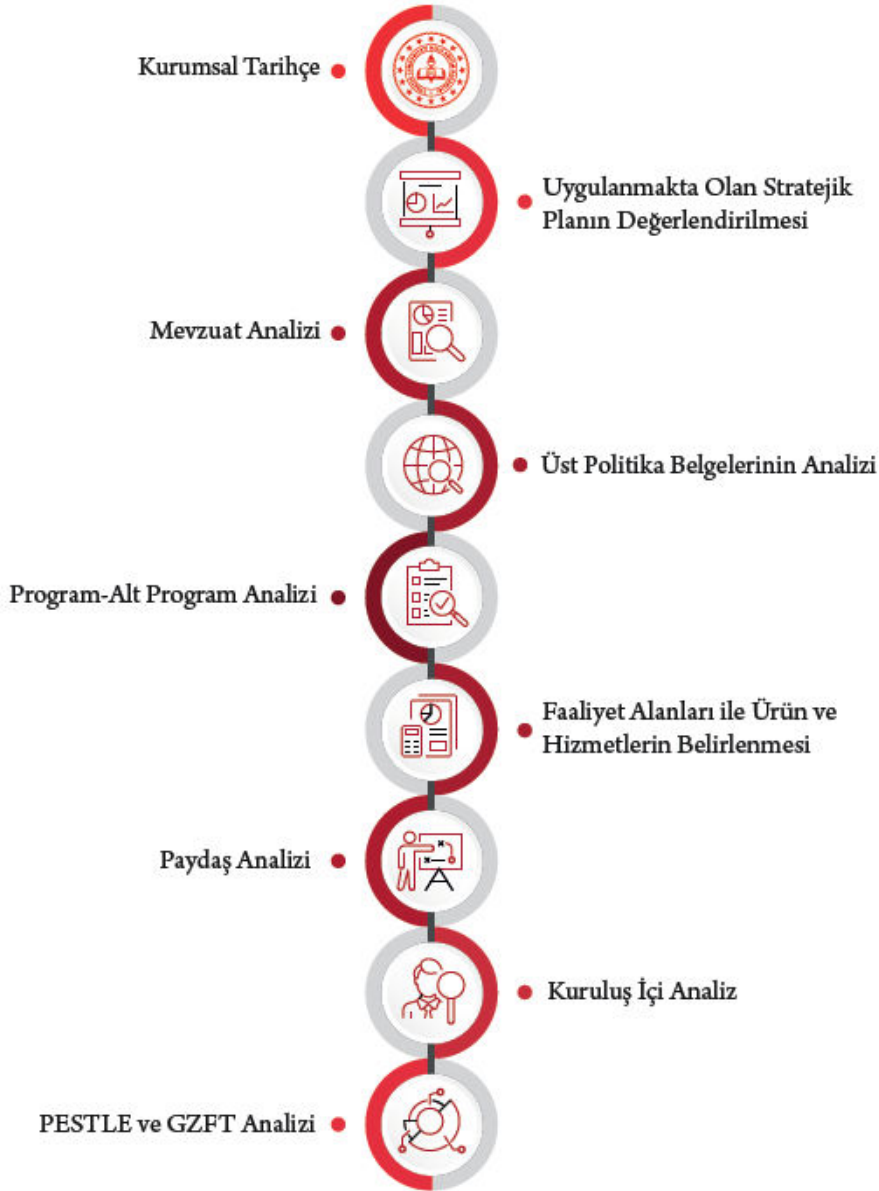 Kurumsal Tarihçe
Uygulanmakta Olan Stratejik
Planın Değerlendirilmesi
Mevzuat Analizi
Üst Politika Belgelerinin Analizi
Program-Alt Program Analizi
Faaliyet Alanları ile Ürün ve
Hizmetlerin Belirlenmesi
Paydaş Analizi
Kuruluş İçi Analiz
PESTLE ve GZFT Analizi